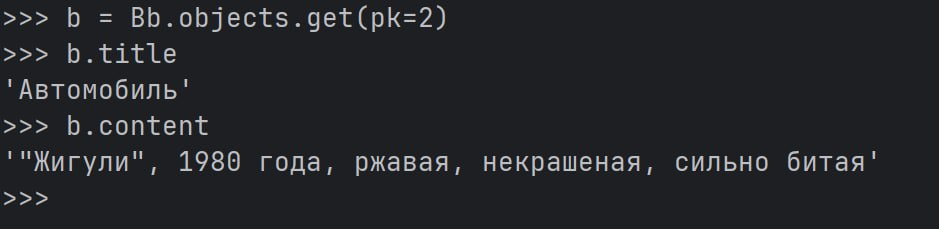 >>> b = Bb.objects.get(pk=2)
>>> b.title
'Автомобиль'
>>> b.content
'"Жигули", 1980 года, ржавая, некрашеная, сильно битая'
>>>